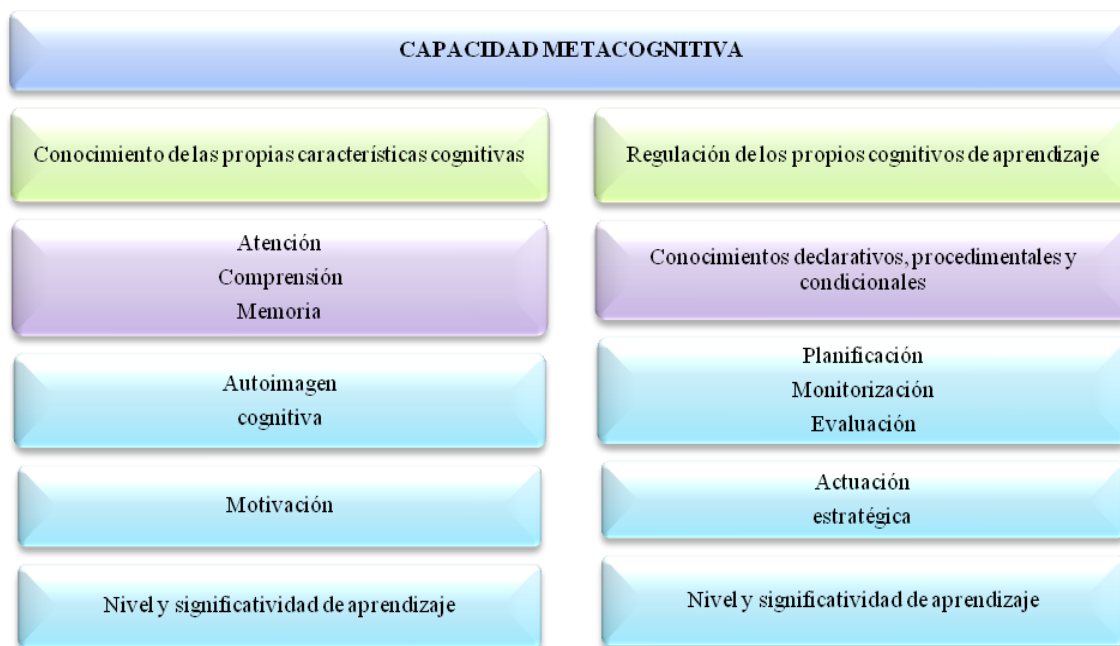 CAPACIDAD METACOGNITIVA
Conocimiento de las propias características cognitivas
Atención
Comprensión
Memoria
Autoimagen
cognitiva
Motivación
Nivel y significatividad de aprendizaje
Regulación de los propios cognitivos de aprendizaje
Conocimientos declarativos, procedimentales y
condicionales
Planificación
Monitorización
Evaluación
Actuación
estratégica
Nivel y significatividad de aprendizaje